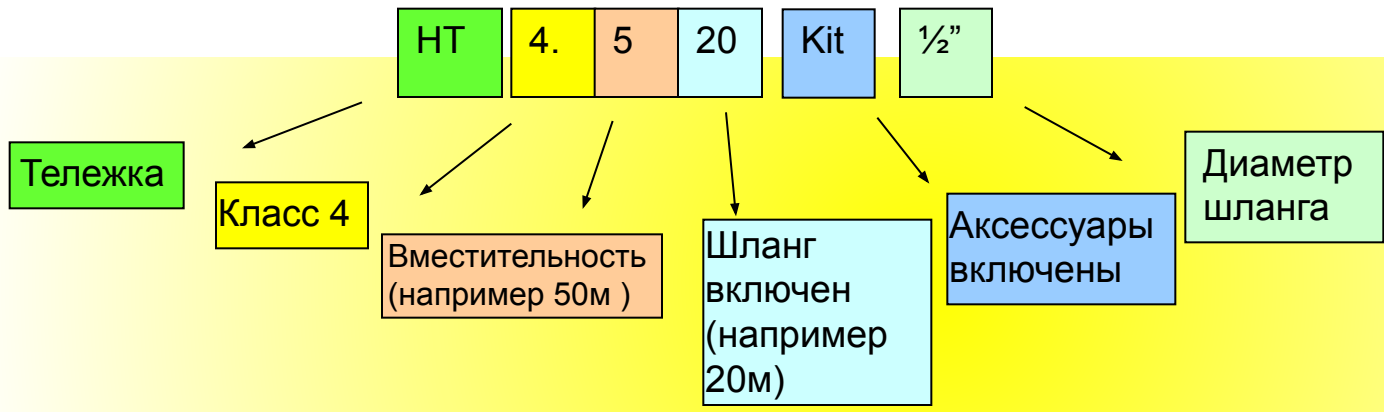 HT 4. 5 20 Kit ½”
Тележка
Класс 4
Вместительность
(например 50м )
Шланг
включен
(например
20м)
Аксессуары
включены
Диаметр
шланга